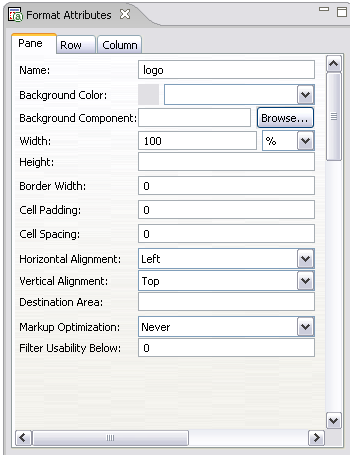 Format Attributes
Pane Row Column
Name: logo
Background Color:
Background Component: Browse...
Width: 100 %
Height:
Border Width: 0
Cell Padding: 0
Cell Spacing: 0
Horizontal Alignment: Left
Vertical Alignment: Top
Destination Area:
Markup Optimization: Never
Filter Usability Below: 0